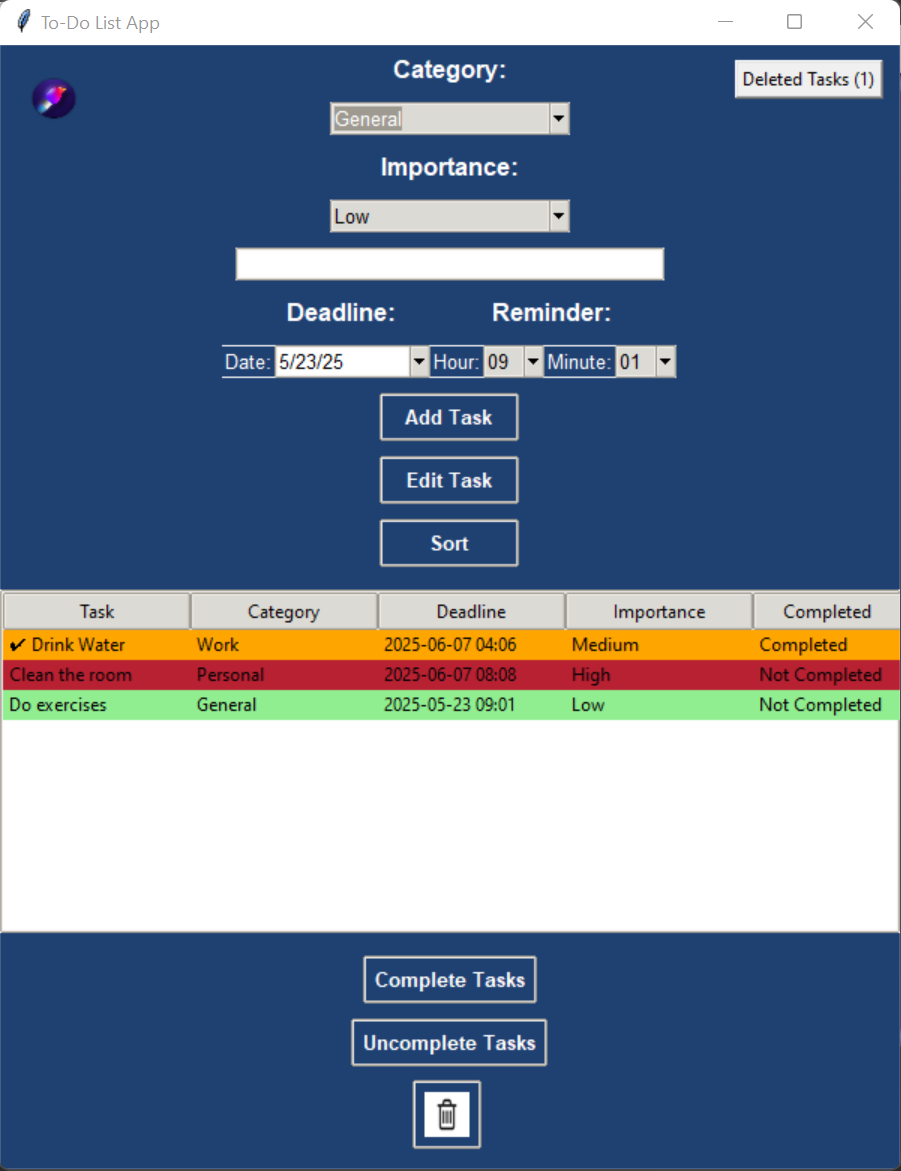 To-Do List App
Category:
Deleted Tasks (1)
General
Importance:
Low
Deadline: Reminder:
Date: 5/23/25 Hour: 09 Minute: 01
Add Task
Edit Task
Sort
Task Category Deadline Importance Completed
✔ Drink Water Work 2025-06-07 04:06 Medium Completed
Clean the room Personal 2025-06-07 08:08 High Not Completed
Do exercises General 2025-05-23 09:01 Low Not Completed
Complete Tasks
Uncomplete Tasks